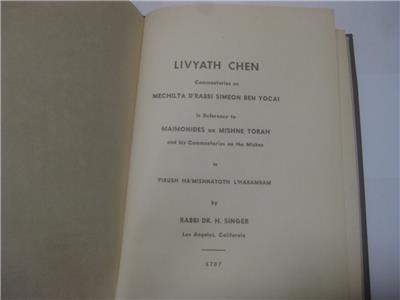 LIVYATH CHEN
Commentaries on
MECHILTA D'RABBI SIMEON BEN YOCAI
in Reference to
MAIMONIDES on MISHNE TORAH
and his Commentaries on the Mishna
in
PIRUSH HA'MISHNAYOTH L'HARAMBAM
by
RABBI DR. H. SINGER
Los Angeles, California
5707